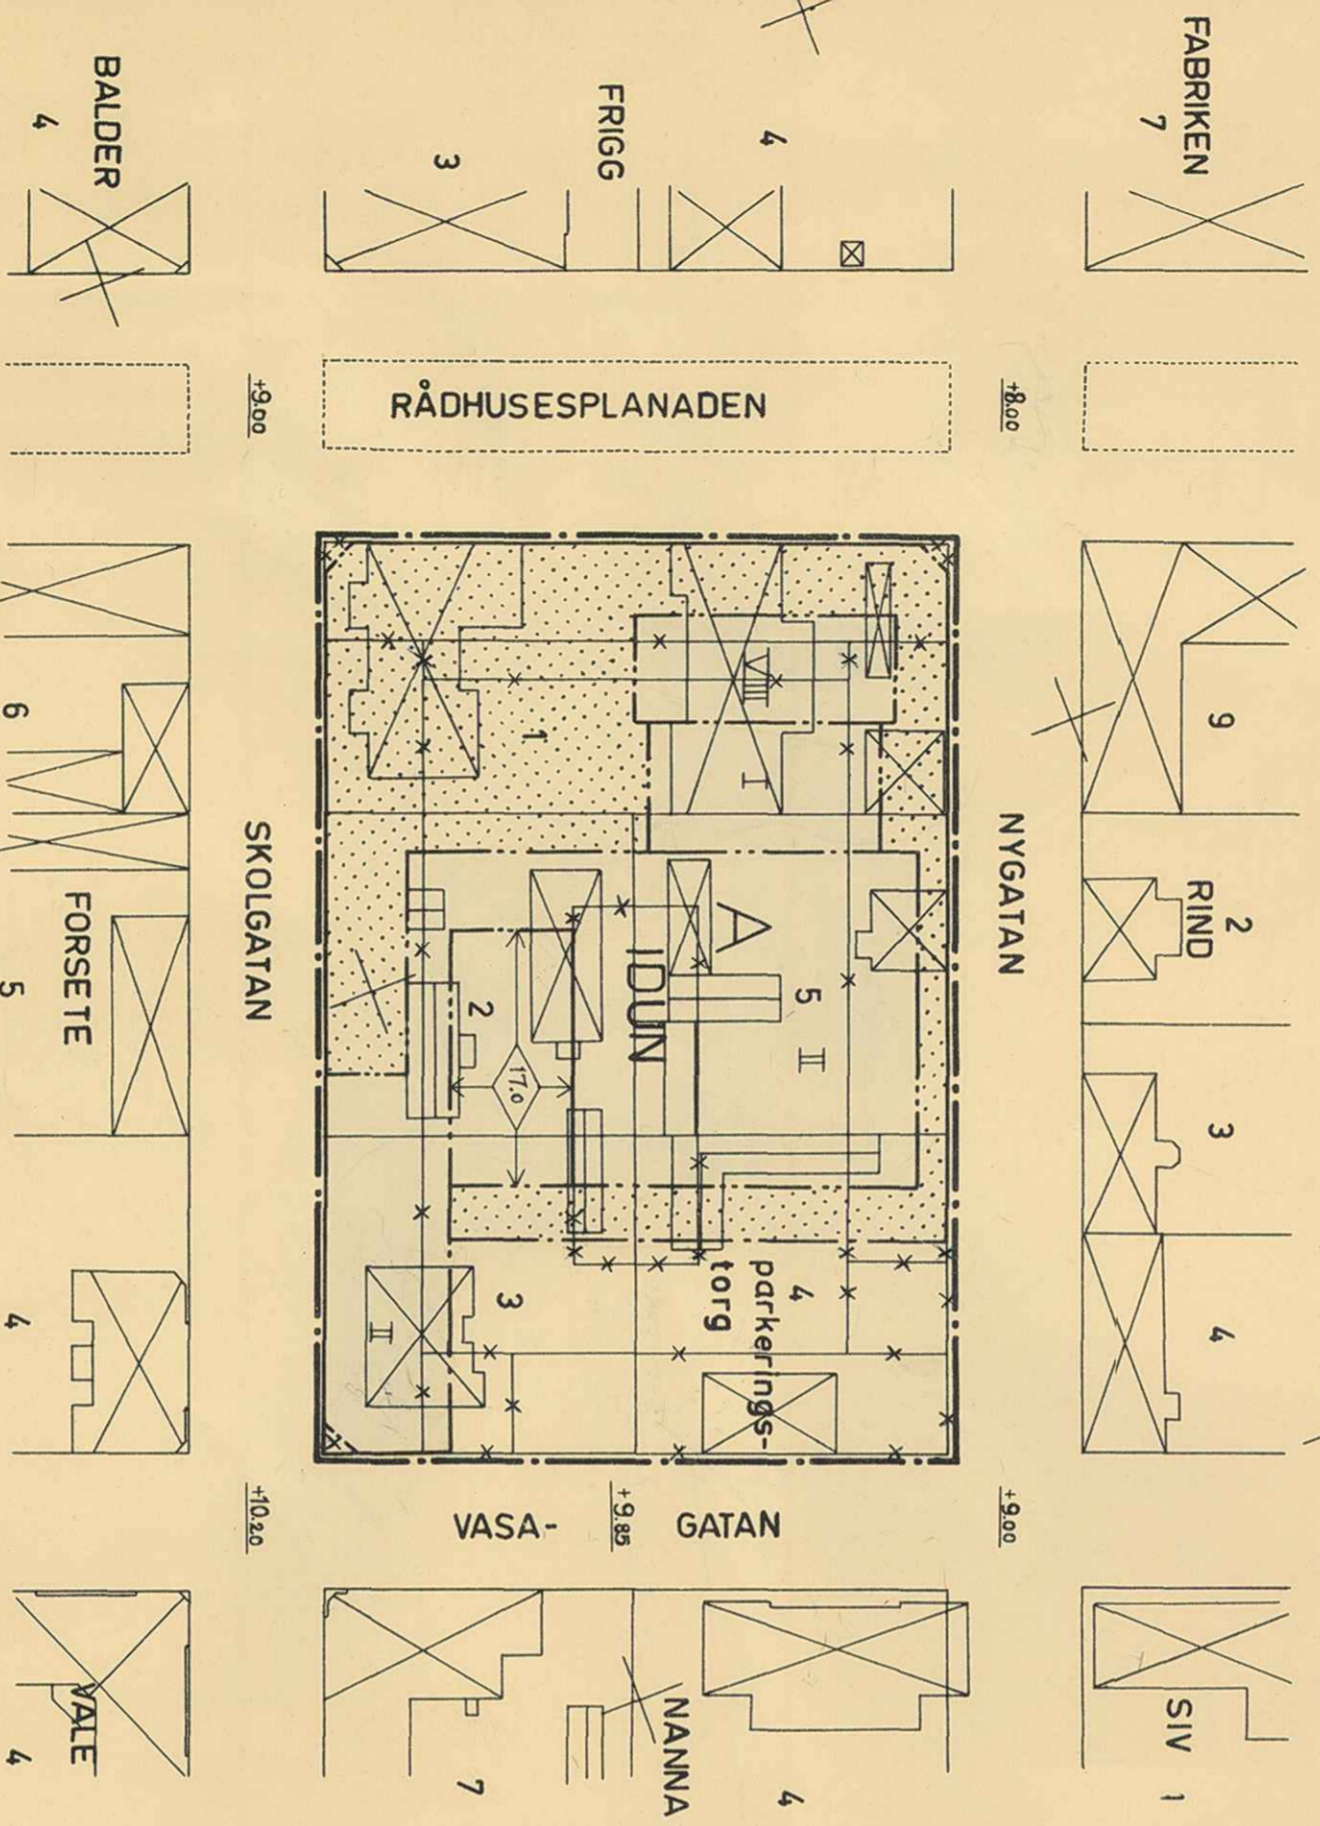 BALDER
4
3
FRIGG
4
FABRIKEN
7
+9.00
RÅDHUSESPLANADEN
+8.00
6
FORSETE
5
4
SKOLGATAN
1
VIII
I
A
IDUN
2
5
II
17.0
3
II
4
parkerings-
torg
NYGATAN
9
2
RIND
3
4
+10.20
VASA-
+9.85
GATAN
+9.00
VALE
4
7
NANNA
4
SIV
1